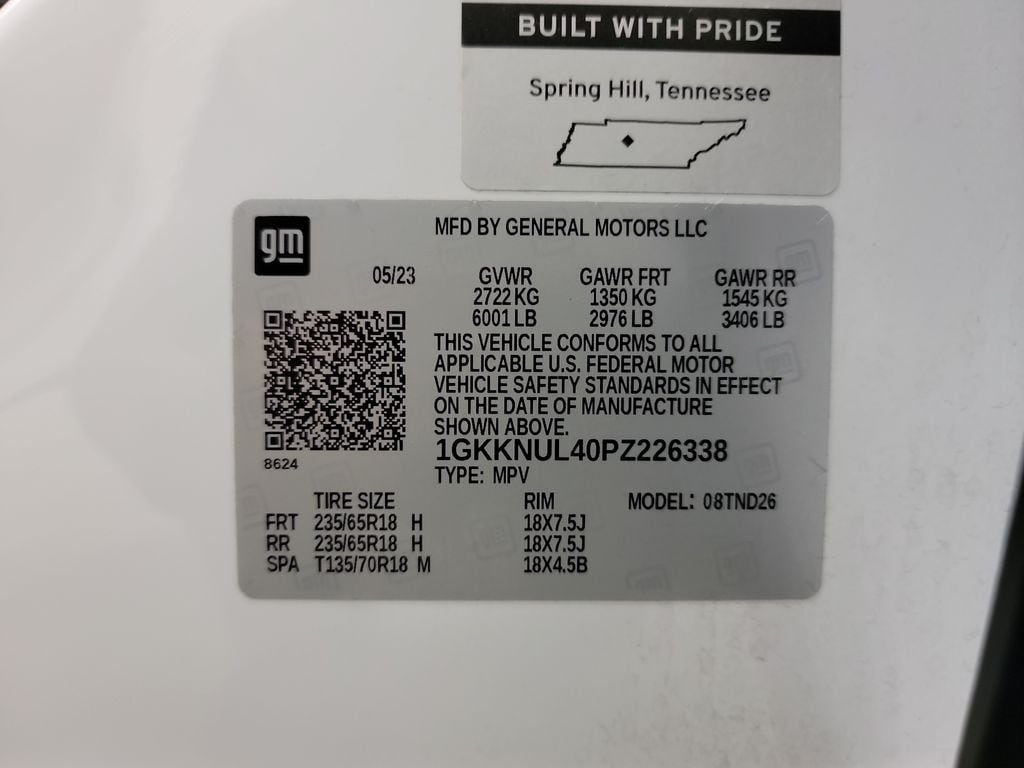 BUILT WITH PRIDE
Spring Hill, Tennessee
gm
MFD BY GENERAL MOTORS LLC
05/23 GVWR GAWR FRT GAWR RR
2722 KG 1350 KG 1545 KG
6001 LB 2976 LB 3406 LB
THIS VEHICLE CONFORMS TO ALL
APPLICABLE U.S. FEDERAL MOTOR
VEHICLE SAFETY STANDARDS IN EFFECT
ON THE DATE OF MANUFACTURE
SHOWN ABOVE.
1GKKNUL40PZ226338
8624
TYPE: MPV
TIRE SIZE RIM MODEL: 08TND26
FRT 235/65R18 H 18X7.5J
RR 235/65R18 H 18X7.5J
SPA T135/70R18 M 18X4.5B